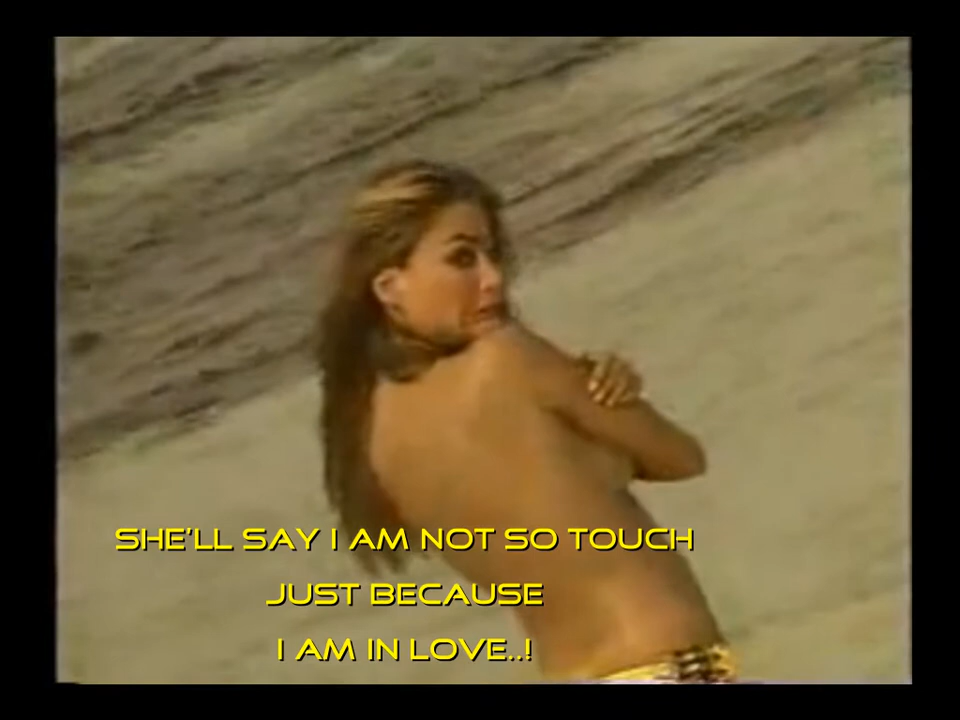 SHE'LL SAY I AM NOT SO TOUCH
JUST BECAUSE
I AM IN LOVE..!